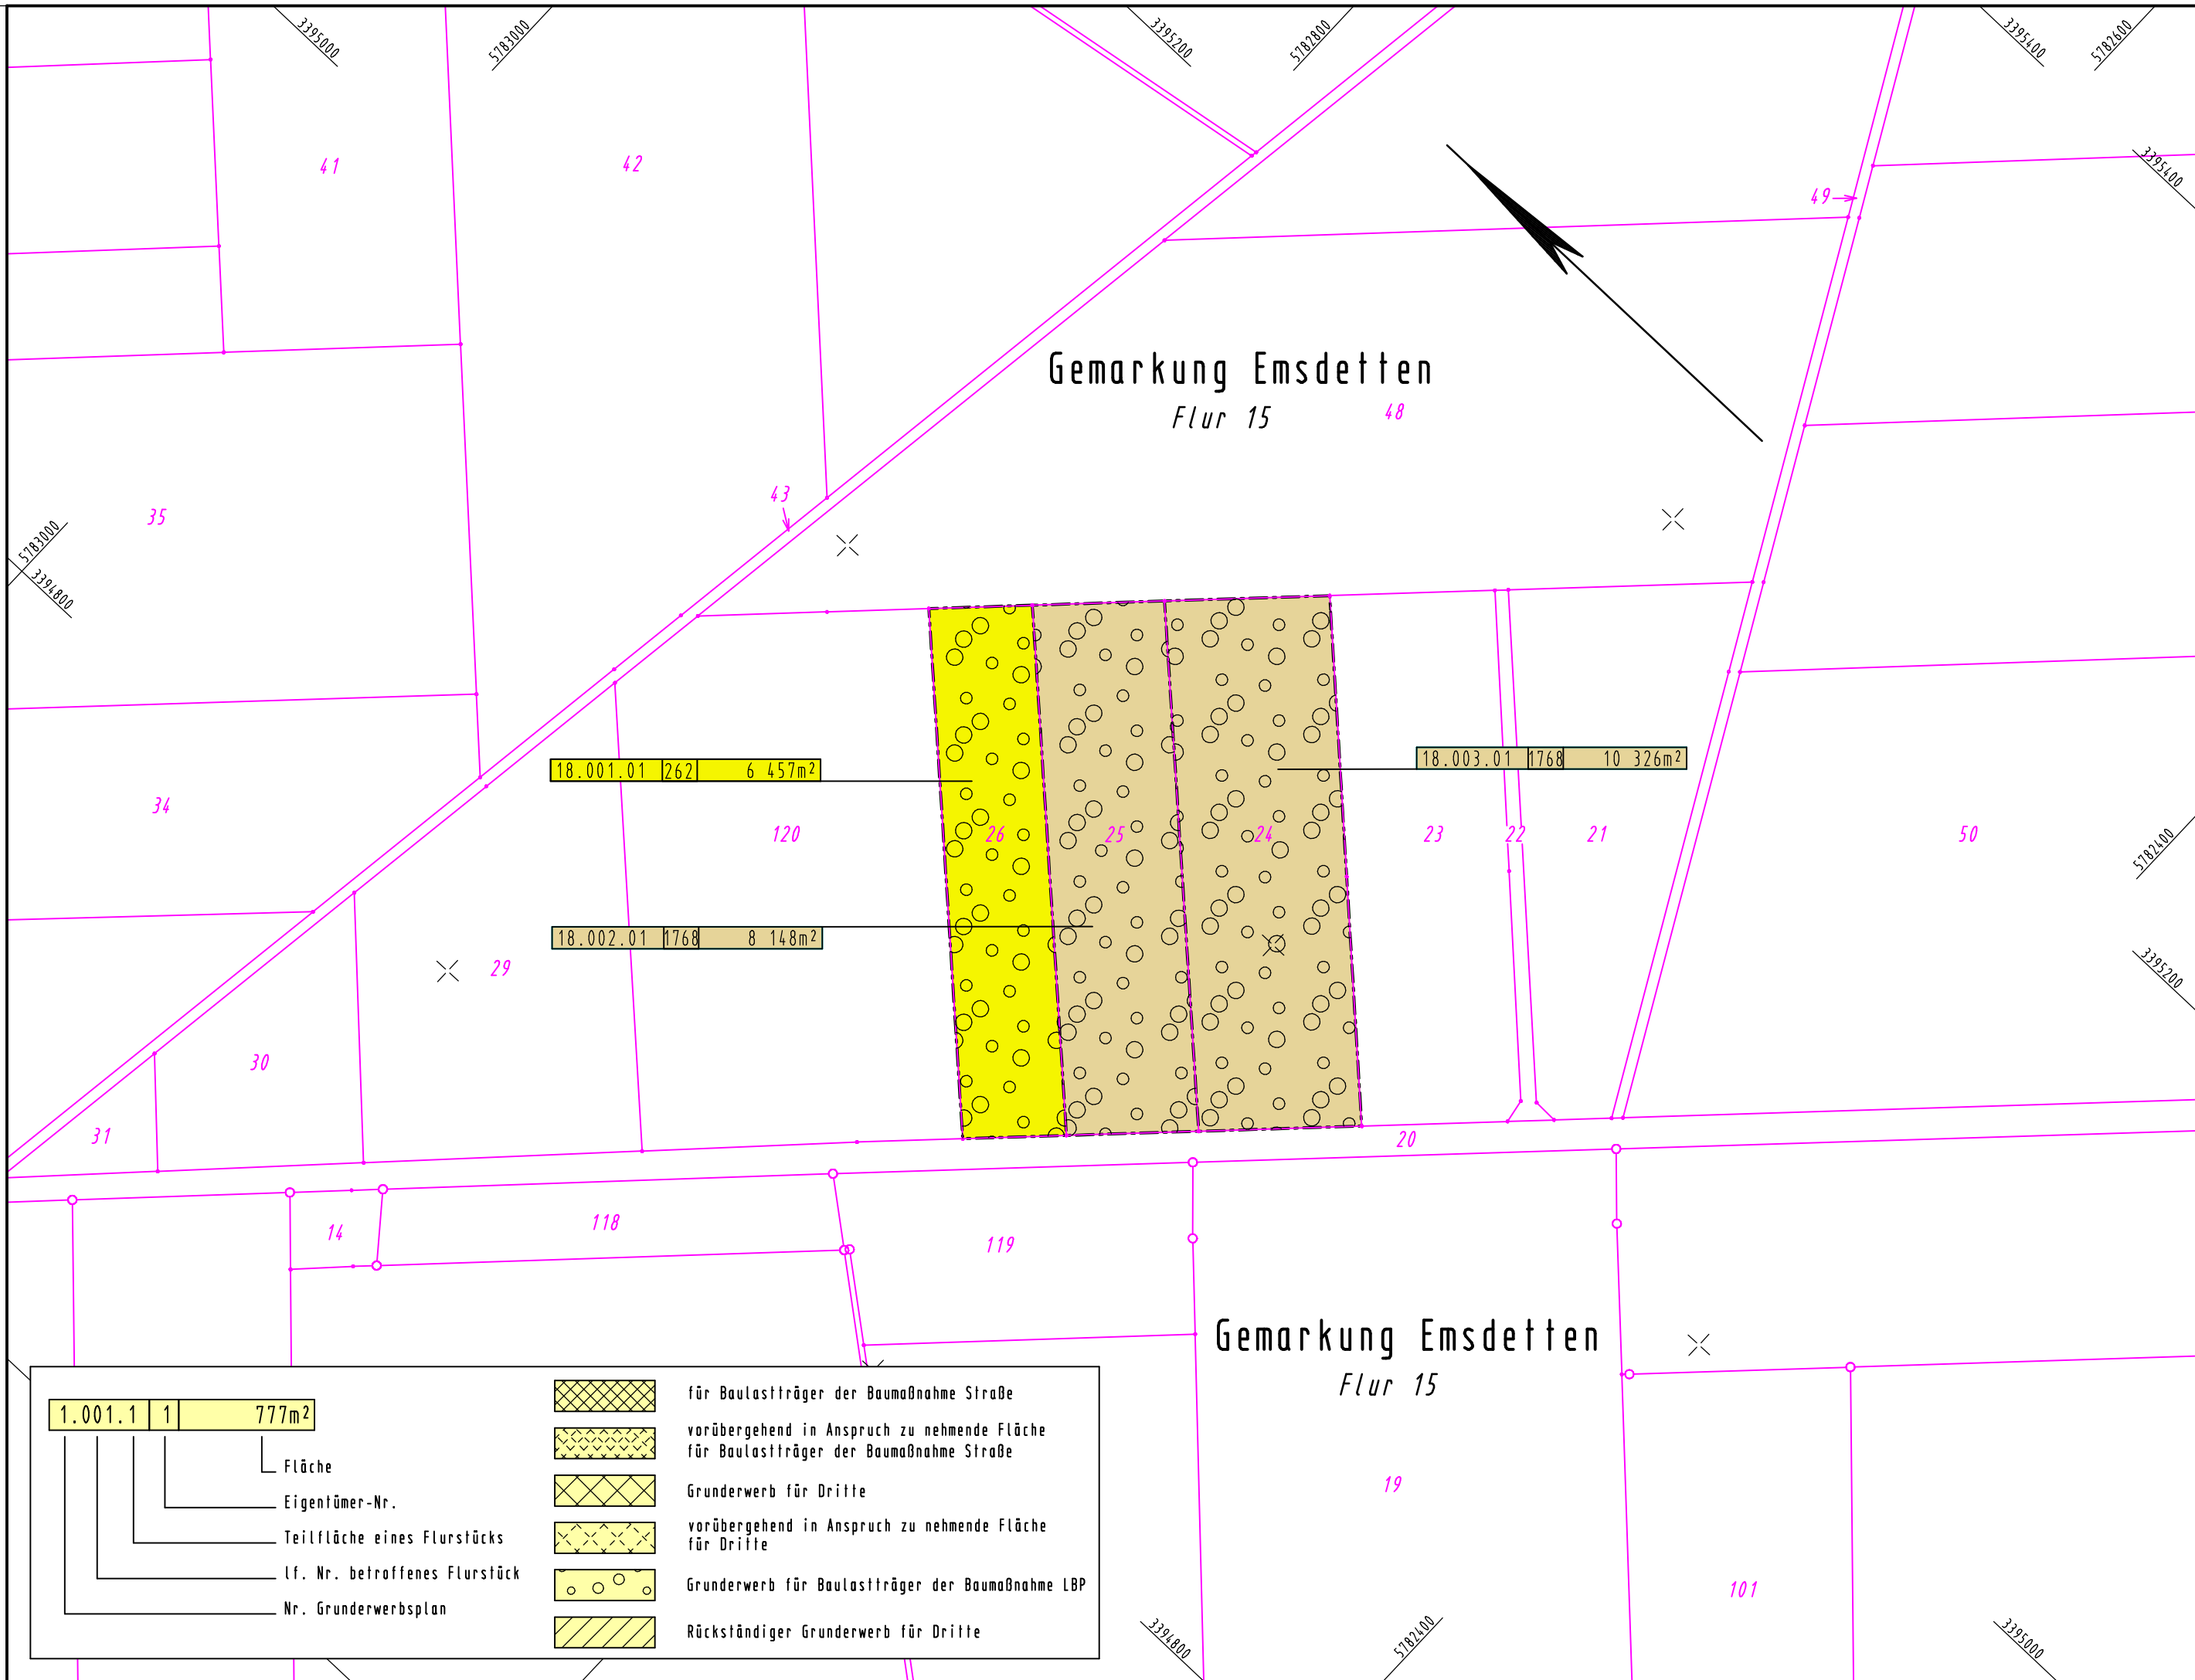 3395000
5783000
3395200
5782800
3395400
5782600
41
42
49
3395400
Gemarkung Emsdetten
Flur 15
48
43
35
5783000
3394800
18.001.01 262 6 457m²
18.003.01 1768 10 326m²
34
120
26
25
24
23
22
21
50
5782400
18.002.01 1768 8 148m²
29
3395200
30
31
20
14
118
119
Gemarkung Emsdetten
Flur 15
19
101
1.001.1 1 777m²
Fläche
Eigentümer-Nr.
Teilfläche eines Flurstücks
lf. Nr. betroffenes Flurstück
Nr. Grunderwerbsplan
für Baulastträger der Baumaßnahme Straße
vorübergehend in Anspruch zu nehmende Fläche
für Baulastträger der Baumaßnahme Straße
Grunderwerb für Dritte
vorübergehend in Anspruch zu nehmende Fläche
für Dritte
Grunderwerb für Baulastträger der Baumaßnahme LBP
Rückständiger Grunderwerb für Dritte
3394800
5782400
3395000